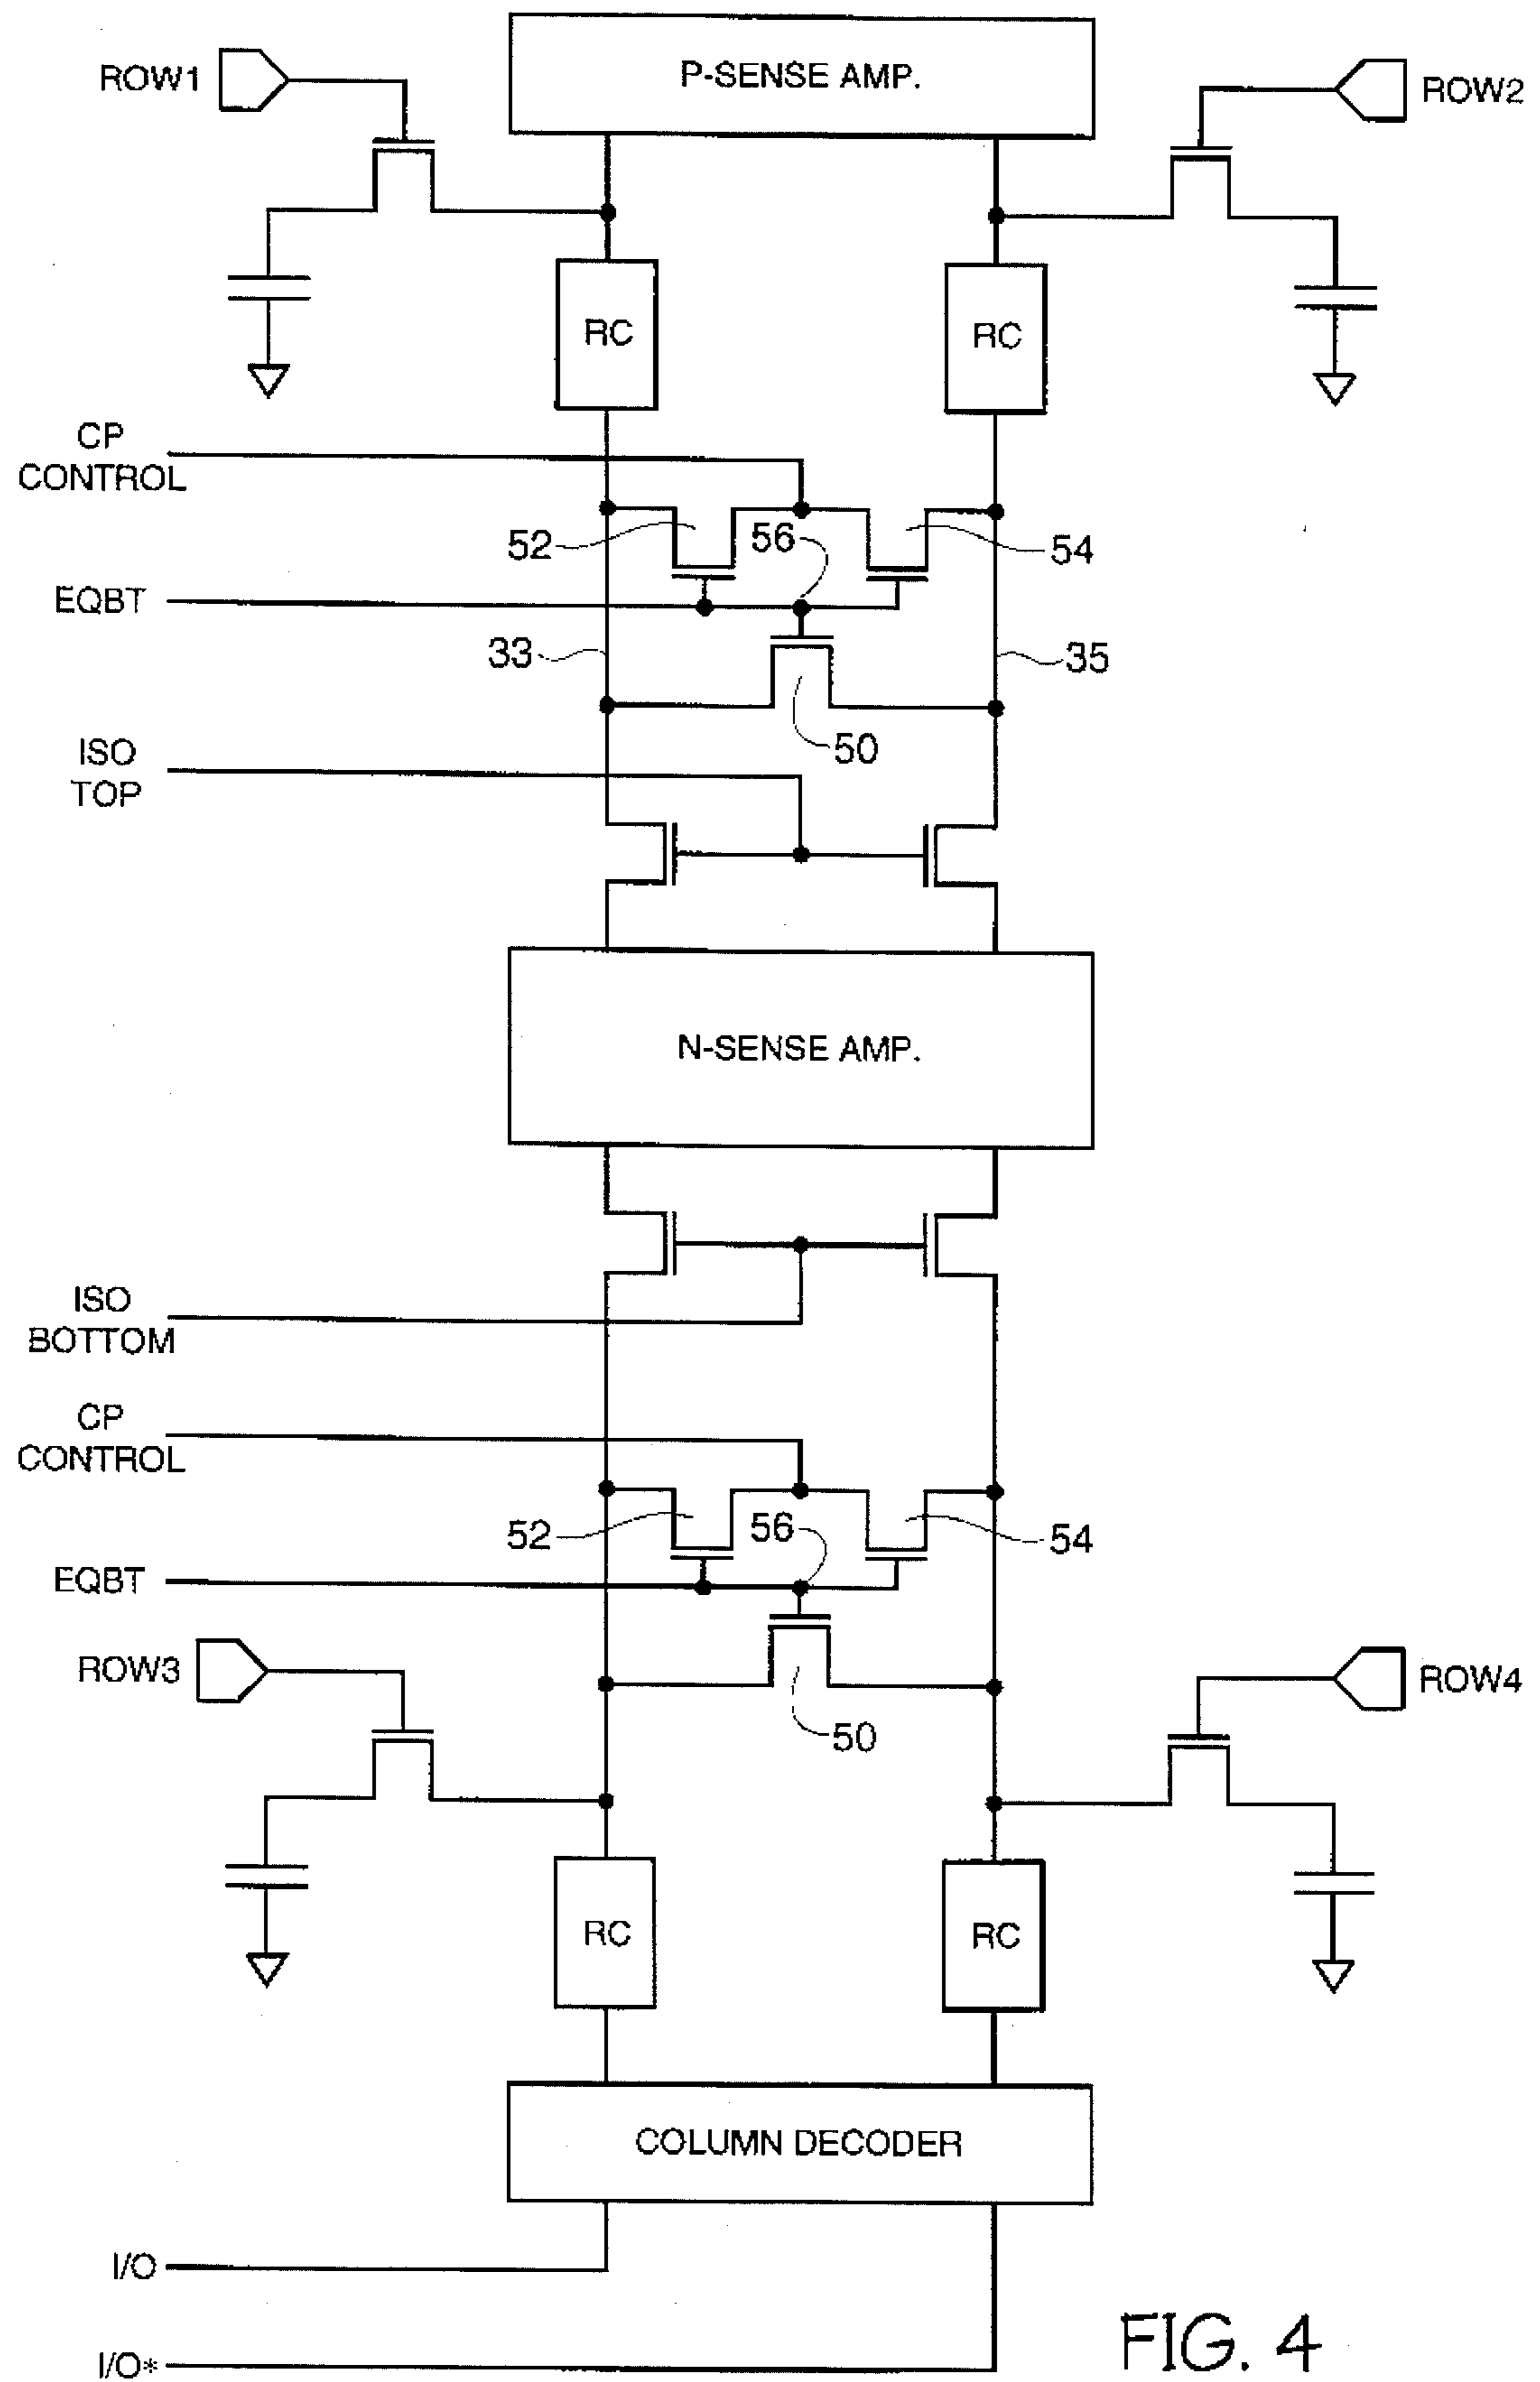 P-SENSE AMP.
ROW1
ROW2
RC
RC
CP
CONTROL
52
56
54
EQBT
33
35
50
ISO
TOP
N-SENSE AMP.
ISO
BOTTOM
CP
CONTROL
52
56
54
EQBT
ROW3
ROW4
50
RC
RC
COLUMN DECODER
I/O
I/O*
FIG. 4